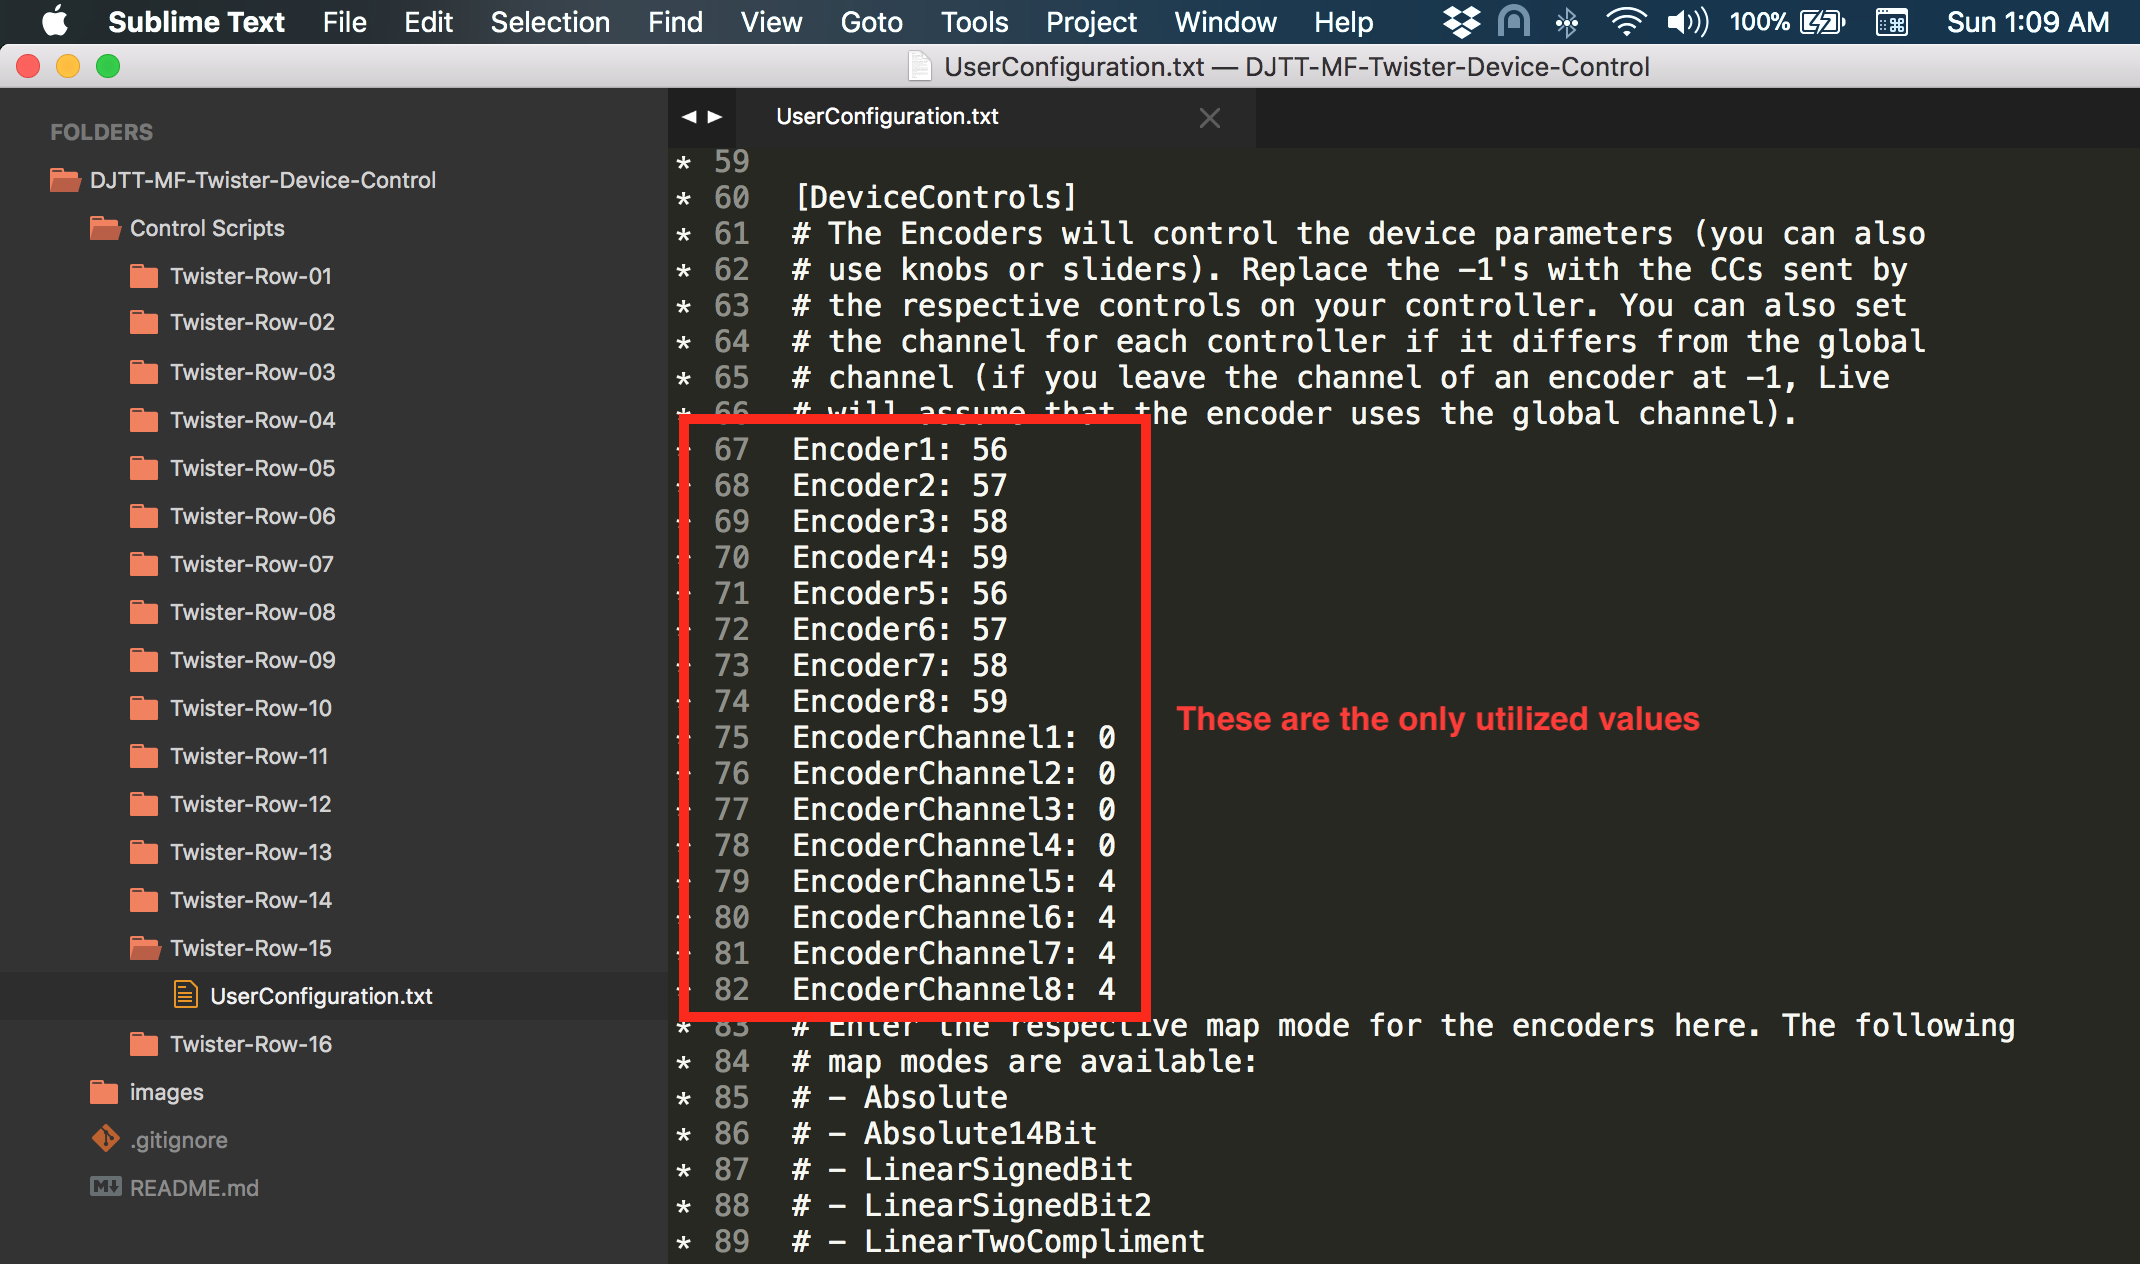 Sublime Text File Edit Selection Find View Goto Tools Project Window Help 100% Sun 1:09 AM
UserConfiguration.txt — DJTT-MF-Twister-Device-Control
FOLDERS
DJTT-MF-Twister-Device-Control
Control Scripts
Twister-Row-01
Twister-Row-02
Twister-Row-03
Twister-Row-04
Twister-Row-05
Twister-Row-06
Twister-Row-07
Twister-Row-08
Twister-Row-09
Twister-Row-10
Twister-Row-11
Twister-Row-12
Twister-Row-13
Twister-Row-14
Twister-Row-15
UserConfiguration.txt
Twister-Row-16
images
.gitignore
README.md
UserConfiguration.txt
* 59
* 60 [DeviceControls]
* 61 # The Encoders will control the device parameters (you can also
* 62 # use knobs or sliders). Replace the -1's with the CCs sent by
* 63 # the respective controls on your controller. You can also set
* 64 # the channel for each controller if it differs from the global
* 65 # channel (if you leave the channel of an encoder at -1, Live
* 66 # will assume that the encoder uses the global channel).
67 Encoder1: 56
68 Encoder2: 57
69 Encoder3: 58
70 Encoder4: 59
71 Encoder5: 56
72 Encoder6: 57
73 Encoder7: 58
74 Encoder8: 59
75 EncoderChannel1: 0
76 EncoderChannel2: 0
77 EncoderChannel3: 0
78 EncoderChannel4: 0
79 EncoderChannel5: 4
80 EncoderChannel6: 4
81 EncoderChannel7: 4
82 EncoderChannel8: 4
These are the only utilized values
* 83 # Enter the respective map mode for the encoders here. The following
* 84 # map modes are available:
* 85 # - Absolute
* 86 # - Absolute14Bit
* 87 # - LinearSignedBit
* 88 # - LinearSignedBit2
* 89 # - LinearTwoCompliment